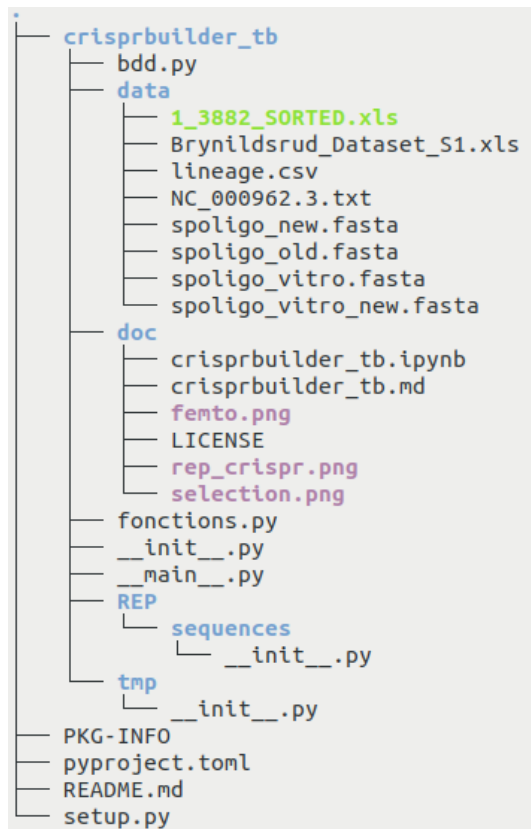 .
crisprbuilder_tb
bdd.py
data
1_3882_SORTED.xls
Brynildsrud_Dataset_S1.xls
lineage.csv
NC_000962.3.txt
spoligo_new.fasta
spoligo_old.fasta
spoligo_vitro.fasta
spoligo_vitro_new.fasta
doc
crisprbuilder_tb.ipynb
crisprbuilder_tb.md
femto.png
LICENSE
rep_crispr.png
selection.png
fonctions.py
__init__.py
__main__.py
REP
sequences
__init__.py
tmp
__init__.py
PKG-INFO
pyproject.toml
README.md
setup.py